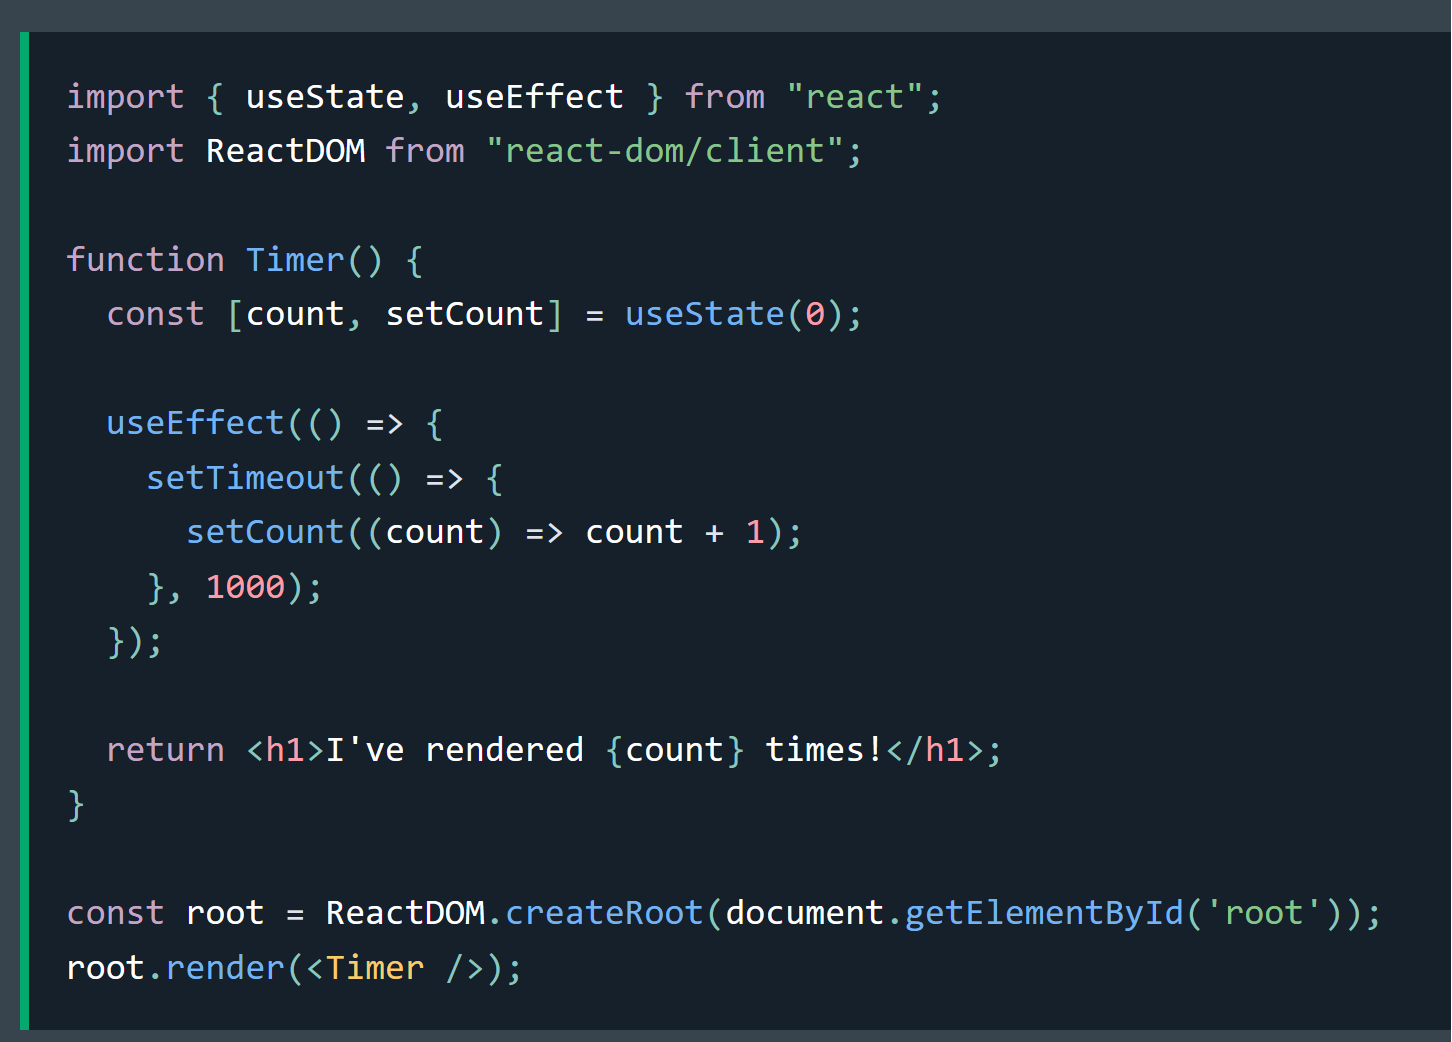 import { useState, useEffect } from "react";
import ReactDOM from "react-dom/client";
function Timer() {
const [count, setCount] = useState(0);
useEffect(() => {
setTimeout(() => {
setCount((count) => count + 1);
}, 1000);
});
return <h1>I've rendered {count} times!</h1>;
}
const root = ReactDOM.createRoot(document.getElementById('root'));
root.render(<Timer />);